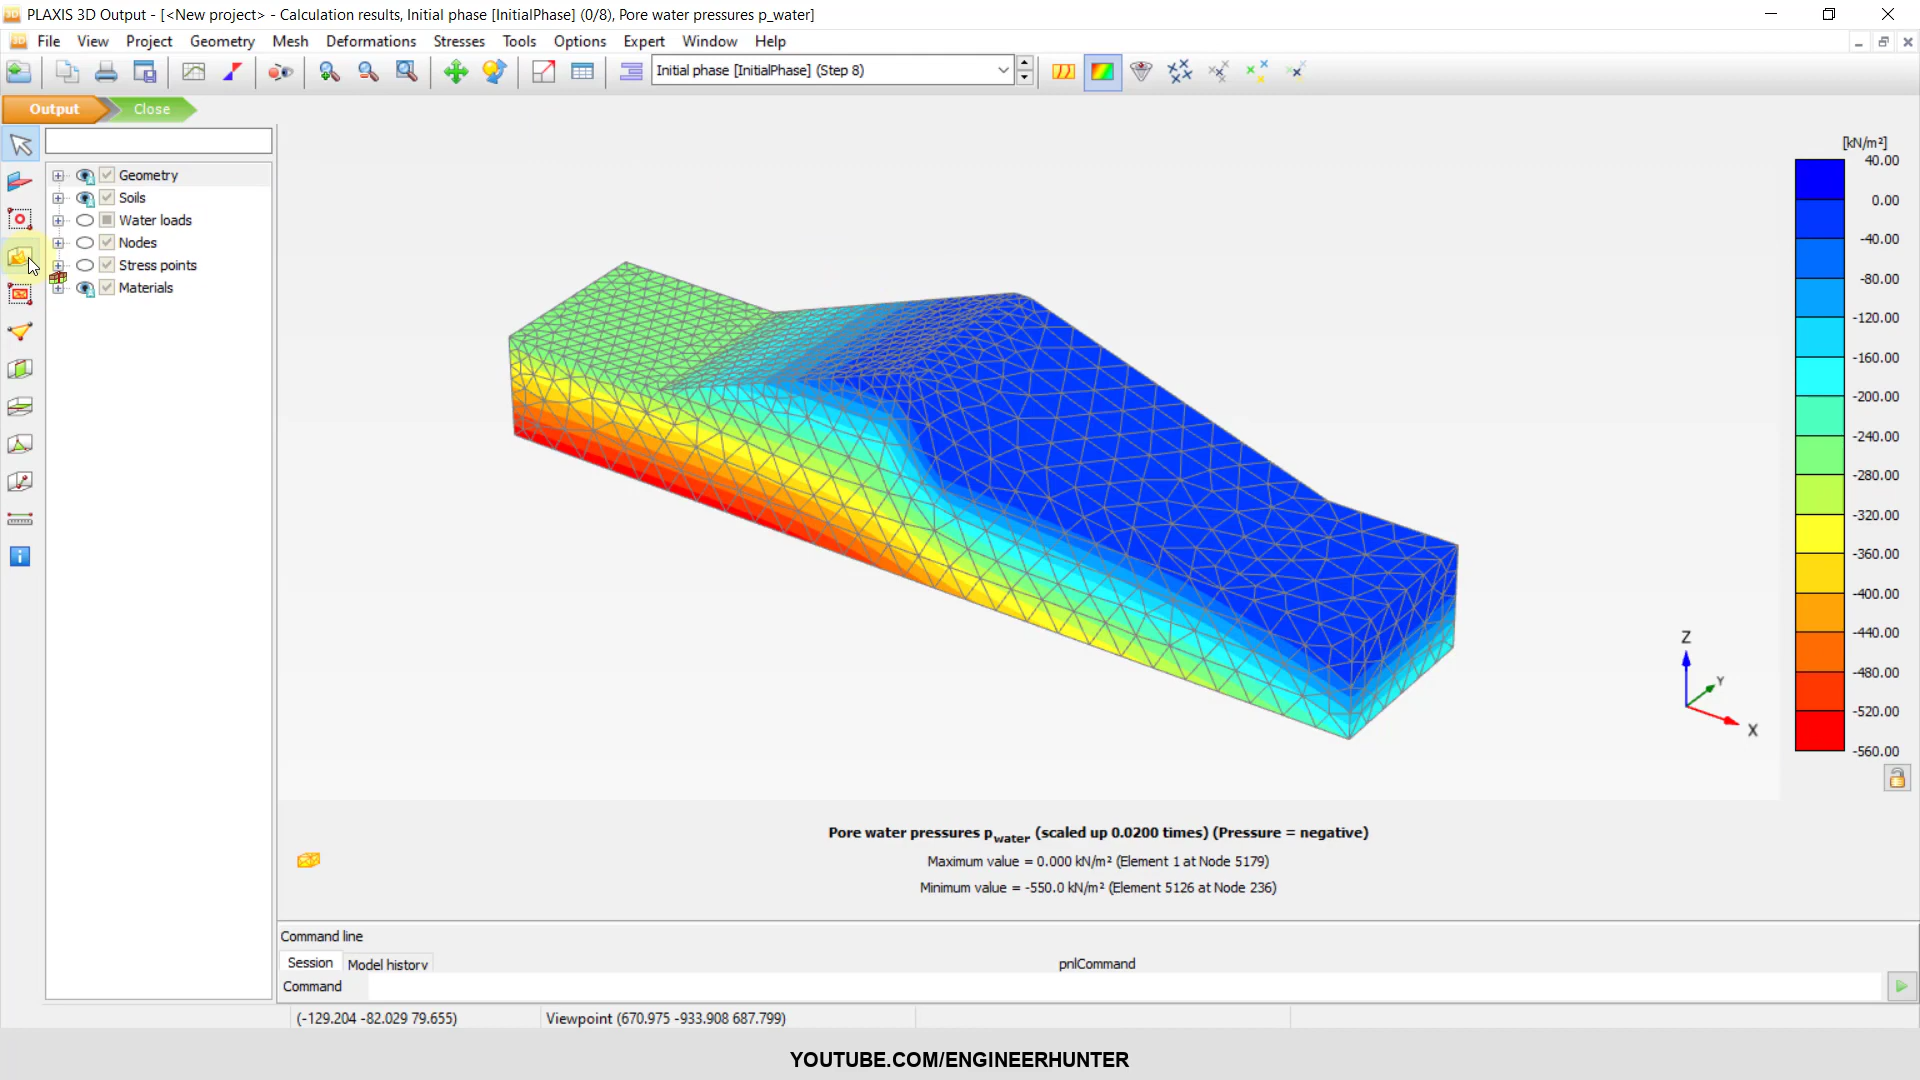 PLAXIS 3D Output - [<New project> - Calculation results, Initial phase [InitialPhase] (0/8), Pore water pressures p_water]
File View Project Geometry Mesh Deformations Stresses Tools Options Expert Window Help
Initial phase [InitialPhase] (Step 8)
Output Close
Geometry
Soils
Water loads
Nodes
Stress points
Materials
[kN/m²]
40.00
0.00
-40.00
-80.00
-120.00
-160.00
-200.00
-240.00
-280.00
-320.00
-360.00
-400.00
-440.00
-480.00
-520.00
-560.00
Z
Y
X
Pore water pressures pwater (scaled up 0.0200 times) (Pressure = negative)
Maximum value = 0.000 kN/m² (Element 1 at Node 5179)
Minimum value = -550.0 kN/m² (Element 5126 at Node 236)
Command line
Session Model history
pnlCommand
Command
(-129.204 -82.029 79.655)
Viewpoint (670.975 -933.908 687.799)
YOUTUBE.COM/ENGINEERHUNTER